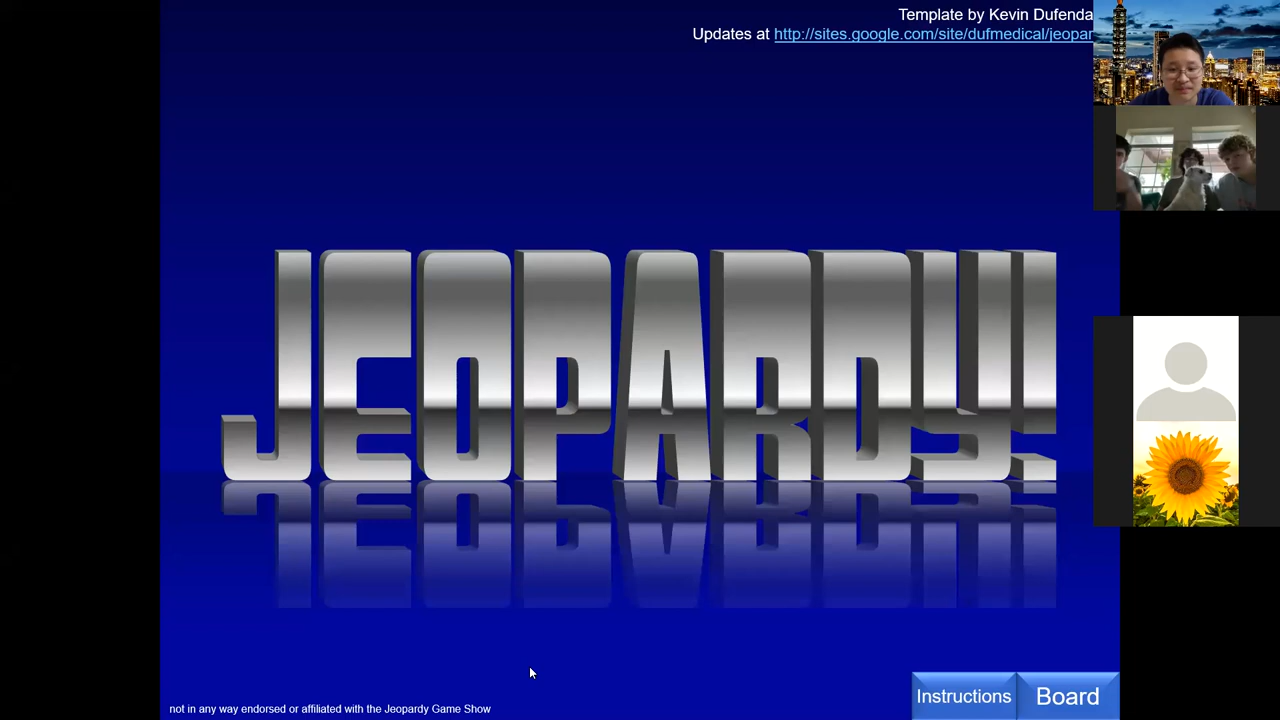 Template by Kevin Dufenda
Updates at http://sites.google.com/site/dufmedical/jeopar
JEOPARDY!
Instructions
Board
not in any way endorsed or affiliated with the Jeopardy Game Show